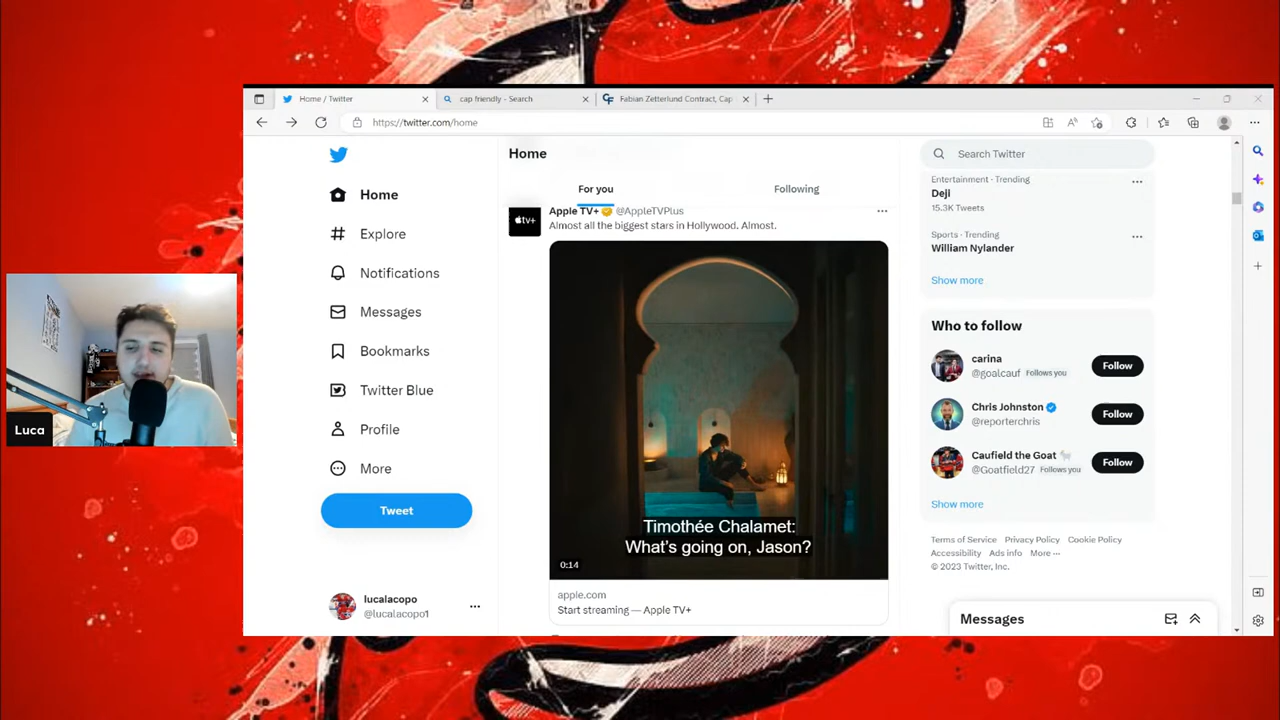 Home / Twitter
cap friendly - Search
Fabian Zetterlund Contract, Cap
https://twitter.com/home
Home
Explore
Notifications
Messages
Bookmarks
Twitter Blue
Profile
More
Tweet
lucalacopo
@lucalacopo1
Home
For you
Following
Apple TV+ @AppleTVPlus
Almost all the biggest stars in Hollywood. Almost.
tv+
Timothée Chalamet:
What's going on, Jason?
0:14
apple.com
Start streaming — Apple TV+
Search Twitter
Entertainment · Trending
Deji
15.3K Tweets
Sports · Trending
William Nylander
Show more
Who to follow
carina
@goalcauf Follows you
Follow
Chris Johnston
@reporterchris
Follow
Caufield the Goat
@Goatfield27 Follows you
Follow
Show more
Terms of Service Privacy Policy Cookie Policy
Accessibility Ads info More ···
© 2023 Twitter, Inc.
Messages
Luca